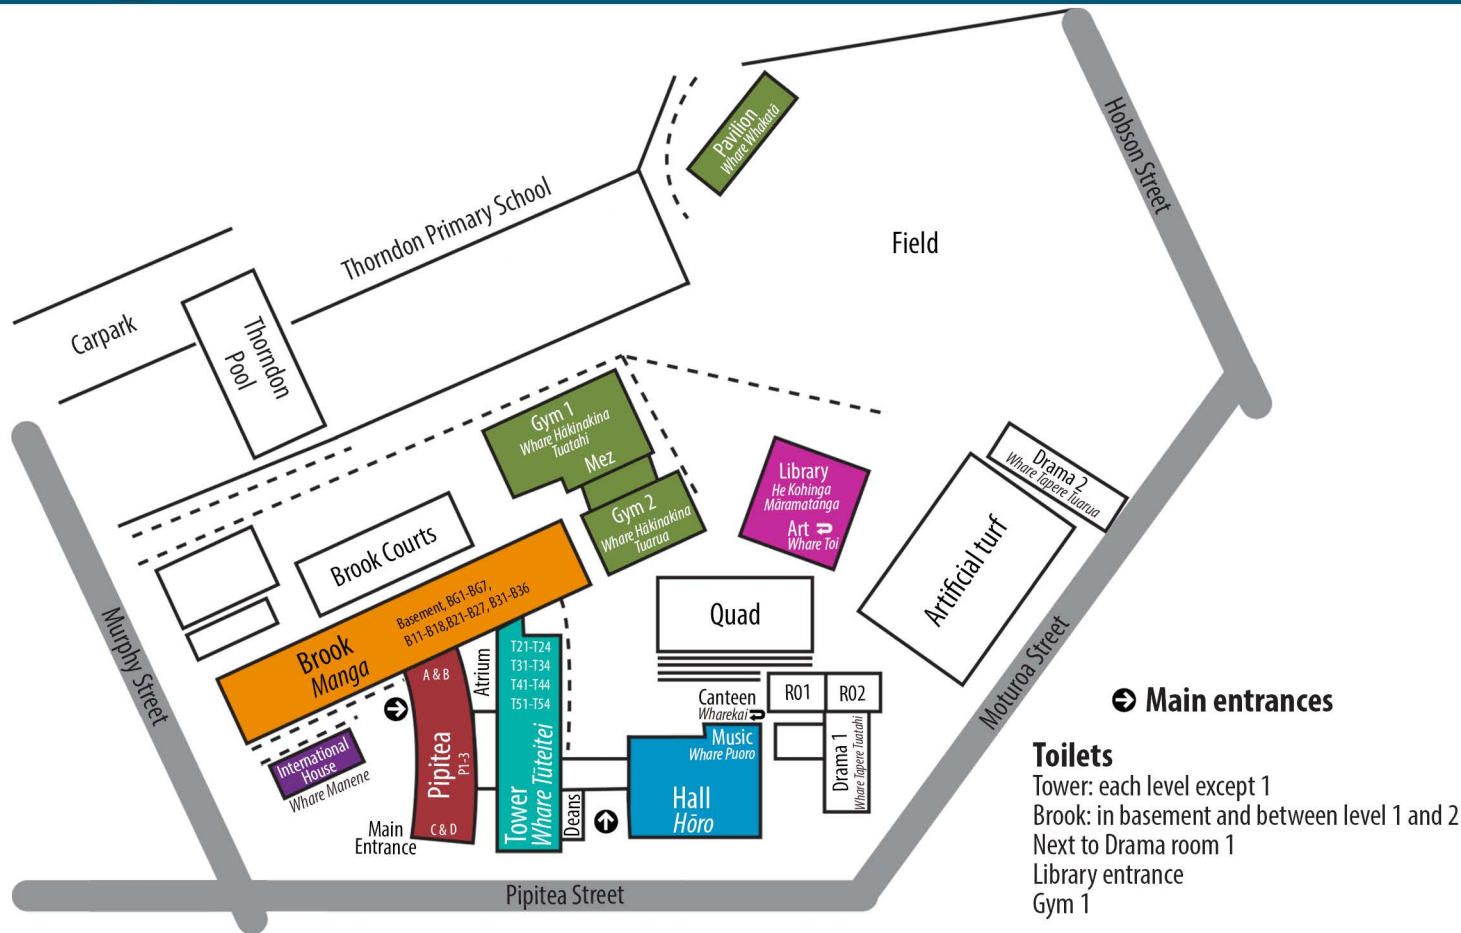 Hobson Street
Pavilion
Whare Whakatā
Thorndon Primary School
Field
Carpark
Thorndon
Pool
Gym 1
Whare Hākinakina
Tuatahi
Mez
Gym 2
Whare Hākinakina
Tuarua
Library
He Kohinga
Māramatanga
Art
Whare Toi
Drama 2
Whare Tapere Tuarua
Artificial turf
Brook Courts
Quad
Murphy Street
Brook
Manga
Basement, BG1-BG7,
B11-B18,B21-B27, B31-B36
A & B
Pipitea
P1-3
C & D
Atrium
T21-T24
T31-T34
T41-T44
T51-T54
Tower
Whare Tūteitei
Deans
International
House
Whare Manene
Main
Entrance
Canteen
Wharekai
R01
R02
Music
Whare Puoro
Hall
Hōro
Drama 1
Whare Tapere Tuatahi
Moturoa Street
Pipitea Street
Main entrances
Toilets
Tower: each level except 1
Brook: in basement and between level 1 and 2
Next to Drama room 1
Library entrance
Gym 1